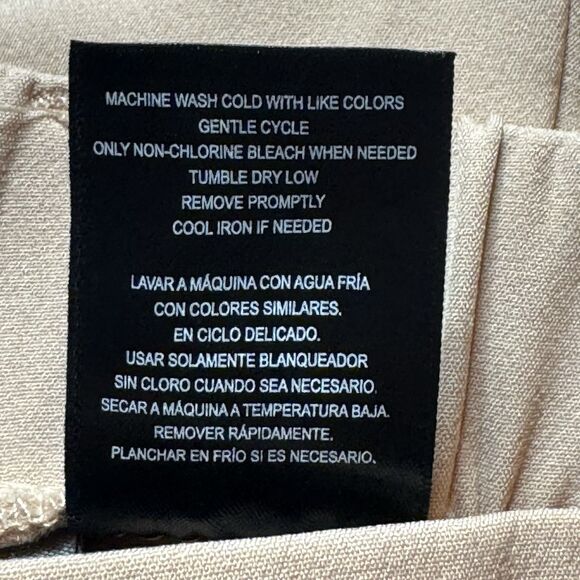 MACHINE WASH COLD WITH LIKE COLORS
GENTLE CYCLE
ONLY NON-CHLORINE BLEACH WHEN NEEDED
TUMBLE DRY LOW
REMOVE PROMPTLY
COOL IRON IF NEEDED
LAVAR A MÁQUINA CON AGUA FRÍA
CON COLORES SIMILARES.
EN CICLO DELICADO.
USAR SOLAMENTE BLANQUEADOR
SIN CLORO CUANDO SEA NECESARIO.
SECAR A MÁQUINA A TEMPERATURA BAJA.
REMOVER RÁPIDAMENTE.
PLANCHAR EN FRÍO SI ES NECESARIO.